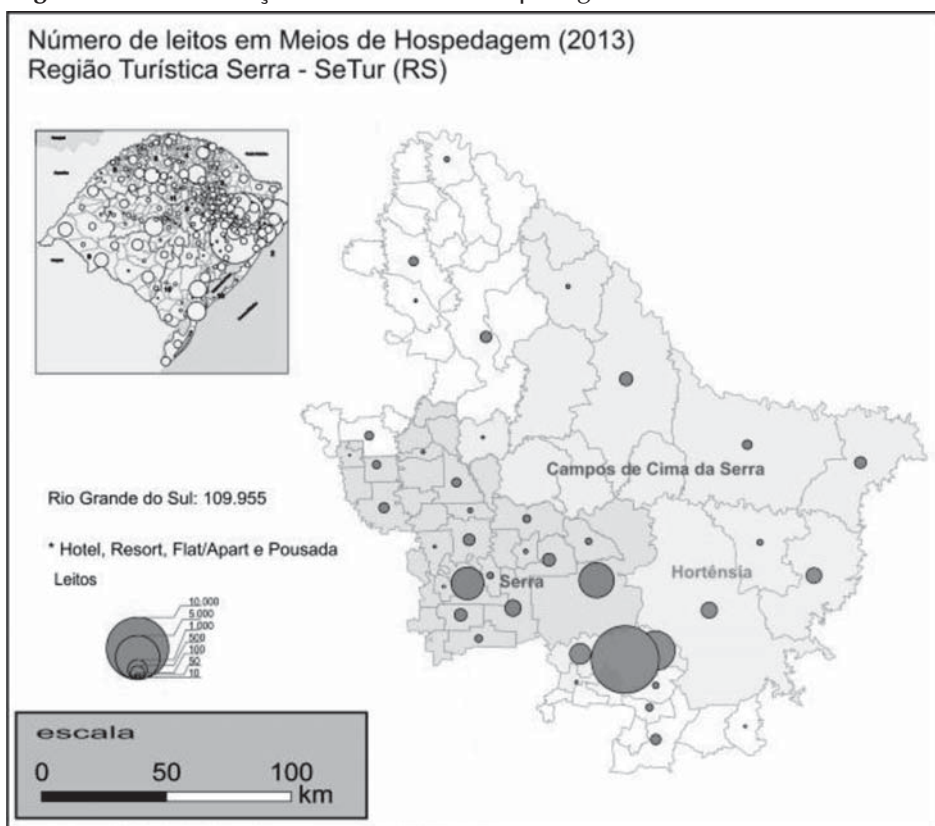 Número de leitos em Meios de Hospedagem (2013)
Região Turística Serra - SeTur (RS)
Campos de Cima da Serra
Rio Grande do Sul: 109.955
* Hotel, Resort, Flat/Apart e Pousada
Leitos
Serra
Hortênsia
10.000
5.000
1.000
500
100
50
10
escala
0 50 100
km